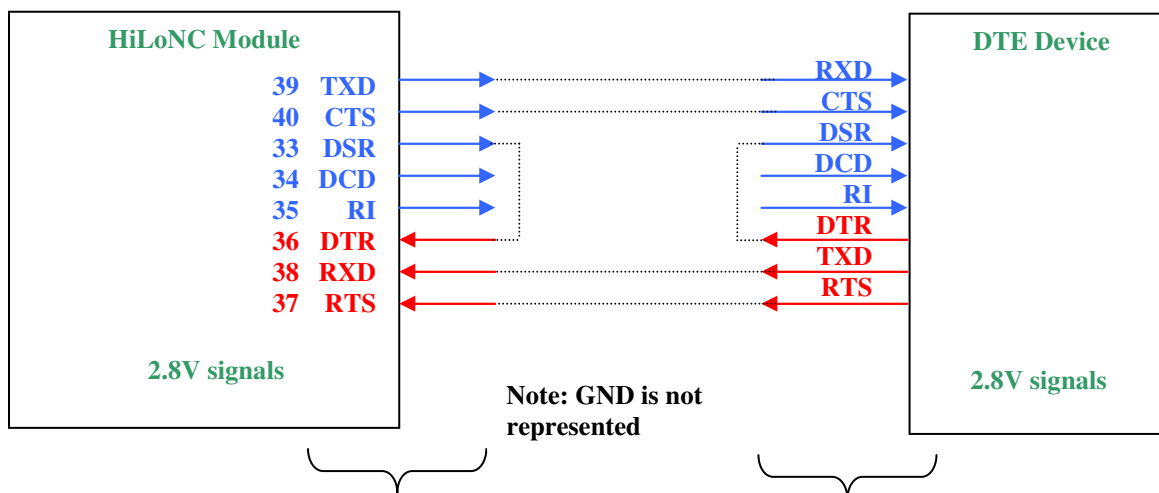 HiLoNC Module
DTE Device
39 TXD
40 CTS
33 DSR
34 DCD
35 RI
36 DTR
38 RXD
37 RTS
RXD
CTS
DSR
DCD
RI
DTR
TXD
RTS
2.8V signals
2.8V signals
Note: GND is not
represented